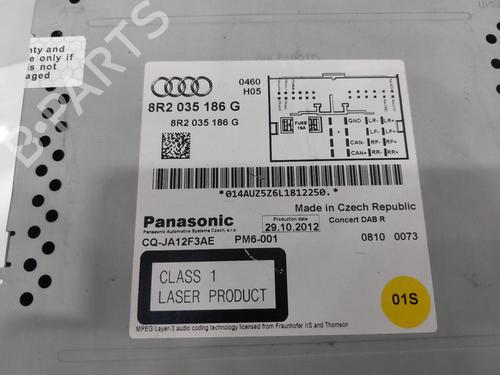 nty and
e only if
is not
aged
B-PARTS
0460
H05
8R2 035 186 G
8R2 035 186 G
FUSE
15A
GND
LR-
LR+
+
LF-
LF+
CAN-
RF-
RF+
CAN+
RR-
RR+
*014AUZ5Z6L1812250.*
Made in Czech Republic
Panasonic
Panasonic Automotive Systems Czech, s.r.o.
Production date
29.10.2012
Concert DAB R
CQ-JA12F3AE
PM6-001
0810 0073
CLASS 1
LASER PRODUCT
01S
MPEG Layer-3 audio coding technology licensed from Fraunhofer IIS and Thomson